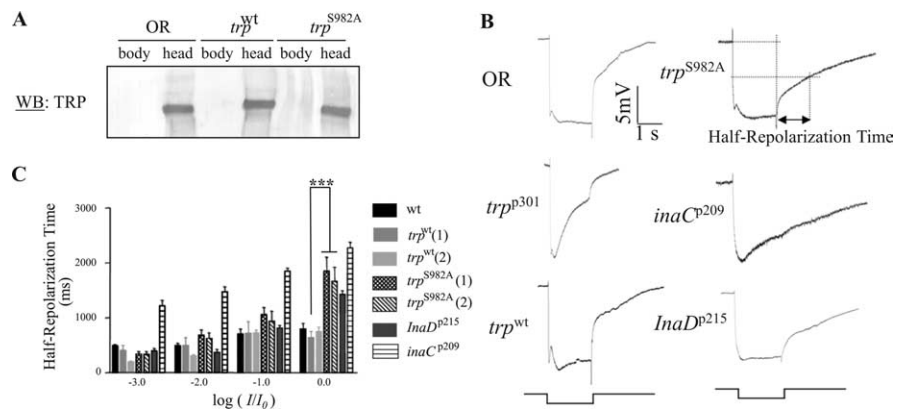 A
OR trp^wt trp^S982A
body head body head body head
WB: TRP
B
OR
5mV
1 s
trp^S982A
Half-Repolarization Time
trp^p301
inaC^p209
trp^wt
InaD^p215
C
***
Half-Repolarization Time
(ms)
3000
2000
1000
0
-3.0 -2.0 -1.0 0.0
log (I/I₀)
wt
trp^wt(1)
trp^wt(2)
trp^S982A(1)
trp^S982A(2)
InaD^p215
inaC^p209